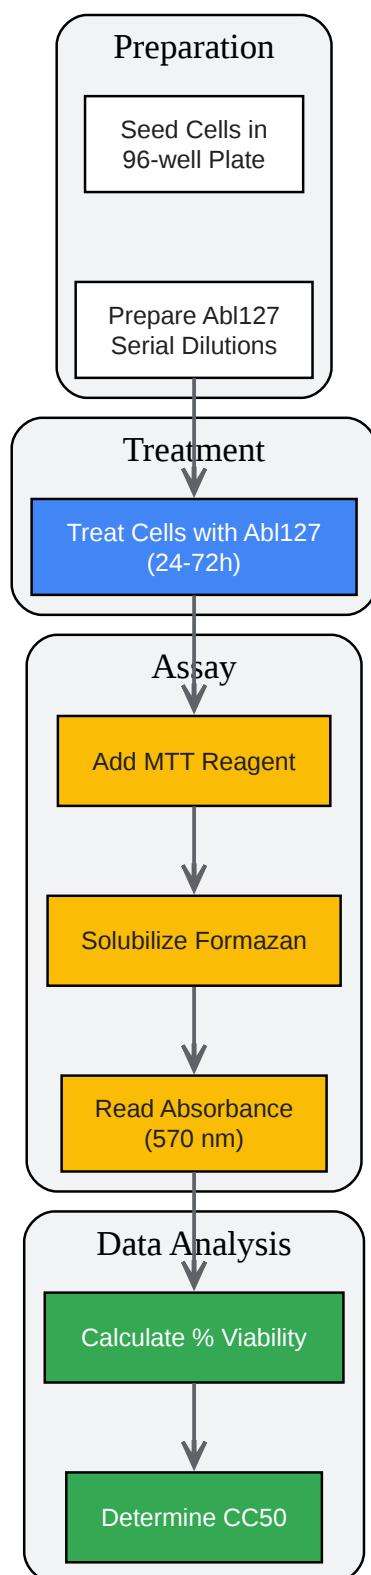 Preparation
Seed Cells in
96-well Plate
Prepare Abl127
Serial Dilutions
Treatment
Treat Cells with Abl127
(24-72h)
Assay
Add MTT Reagent
Solubilize Formazan
Read Absorbance
(570 nm)
Data Analysis
Calculate % Viability
Determine CC50